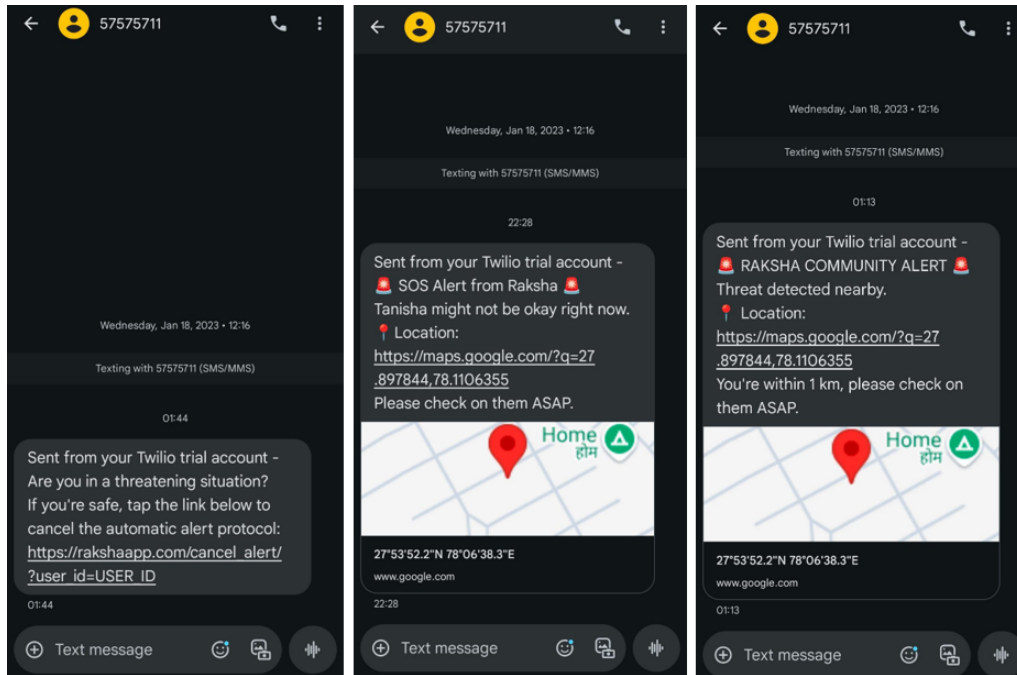 57575711
Wednesday, Jan 18, 2023 • 12:16
Texting with 57575711 (SMS/MMS)
01:44
Sent from your Twilio trial account -
Are you in a threatening situation?
If you're safe, tap the link below to
cancel the automatic alert protocol:
https://rakshaapp.com/cancel_alert/
?user_id=USER_ID
01:44
Text message
57575711
Wednesday, Jan 18, 2023 • 12:16
Texting with 57575711 (SMS/MMS)
22:28
Sent from your Twilio trial account -
🚨 SOS Alert from Raksha 🚨
Tanisha might not be okay right now.
📍 Location:
https://maps.google.com/?q=27
.897844,78.1106355
Please check on them ASAP.
Home
होम
27°53'52.2"N 78°06'38.3"E
www.google.com
22:28
Text message
57575711
Wednesday, Jan 18, 2023 • 12:16
Texting with 57575711 (SMS/MMS)
01:13
Sent from your Twilio trial account -
🚨 RAKSHA COMMUNITY ALERT 🚨
Threat detected nearby.
📍 Location:
https://maps.google.com/?q=27
.897844,78.1106355
You're within 1 km, please check on
them ASAP.
Home
होम
27°53'52.2"N 78°06'38.3"E
www.google.com
01:13
Text message